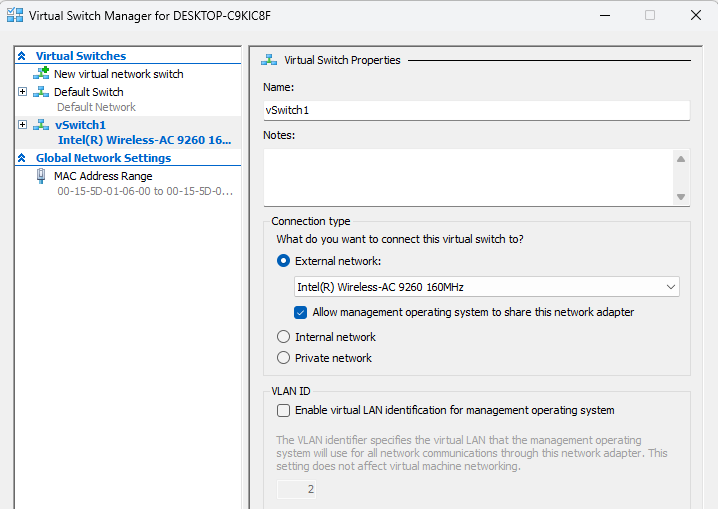 Virtual Switch Manager for DESKTOP-C9KIC8F
Virtual Switches
New virtual network switch
Default Switch
Default Network
vSwitch1
Intel(R) Wireless-AC 9260 16...
Global Network Settings
MAC Address Range
00-15-5D-01-06-00 to 00-15-5D-0...
Virtual Switch Properties
Name:
vSwitch1
Notes:
Connection type
What do you want to connect this virtual switch to?
External network:
Intel(R) Wireless-AC 9260 160MHz
Allow management operating system to share this network adapter
Internal network
Private network
VLAN ID
Enable virtual LAN identification for management operating system
The VLAN identifier specifies the virtual LAN that the management operating
system will use for all network communications through this network adapter. This
setting does not affect virtual machine networking.
2